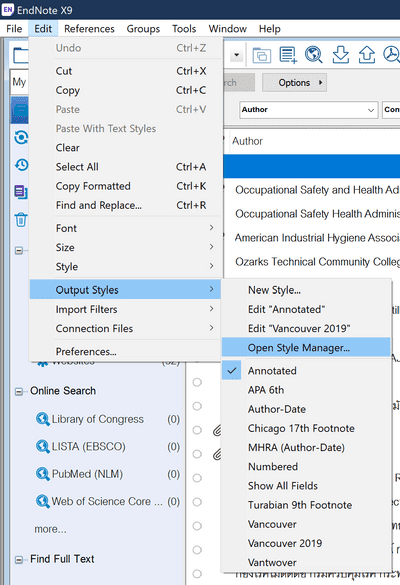 EN EndNote X9
File Edit References Groups Tools Window Help
Undo Ctrl+Z
Cut Ctrl+X
Copy Ctrl+C
Paste Ctrl+V
Paste With Text Styles
Clear
Select All Ctrl+A
Copy Formatted Ctrl+K
Find and Replace... Ctrl+R
Font
Size
Style
Output Styles
Import Filters
Connection Files
Preferences...
My
Options
Author
Author
Occupational Safety and Health Ad
Occupational Safety Health Adminis
American Industrial Hygiene Associa
Ozarks Technical Community Colleg
New Style...
Edit "Annotated"
Edit "Vancouver 2019"
Open Style Manager...
Annotated
APA 6th
Author-Date
Chicago 17th Footnote
MHRA (Author-Date)
Numbered
Show All Fields
Turabian 9th Footnote
Vancouver
Vancouver 2019
Vantwover
Online Search
Library of Congress (0)
LISTA (EBSCO) (0)
PubMed (NLM) (0)
Web of Science Core ... (0)
more...
Find Full Text